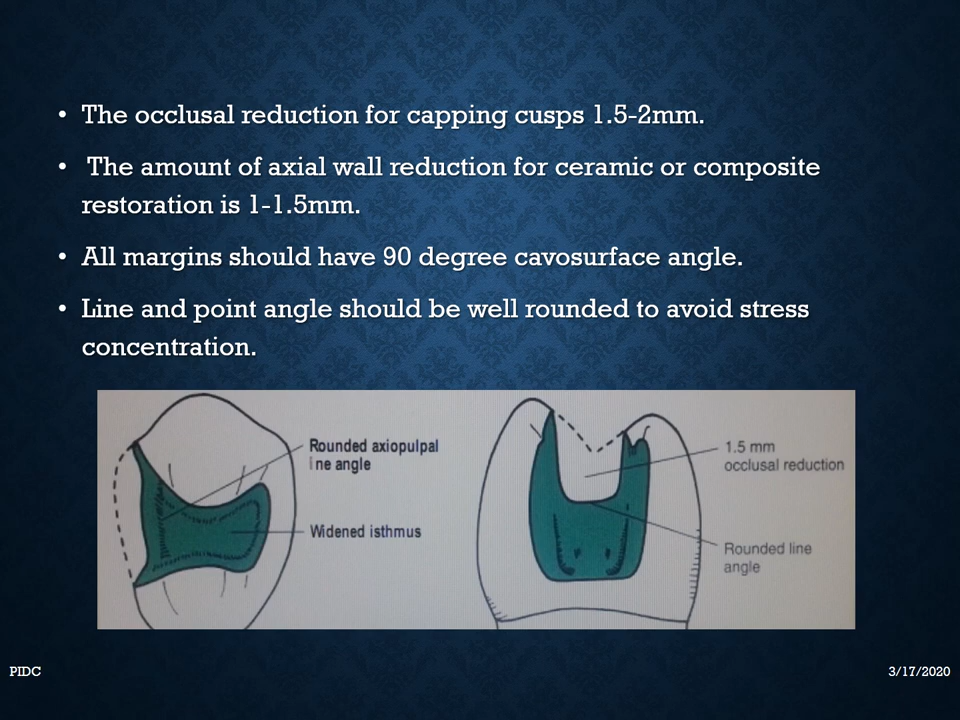 • The occlusal reduction for capping cusps 1.5-2mm.
• The amount of axial wall reduction for ceramic or composite
restoration is 1-1.5mm.
• All margins should have 90 degree cavosurface angle.
• Line and point angle should be well rounded to avoid stress
concentration.
Rounded axiopulpal
l ne angle
Widened isthmus
1.5 mm
occlusal reduction
Rounded line
angle
PIDC
3/17/2020